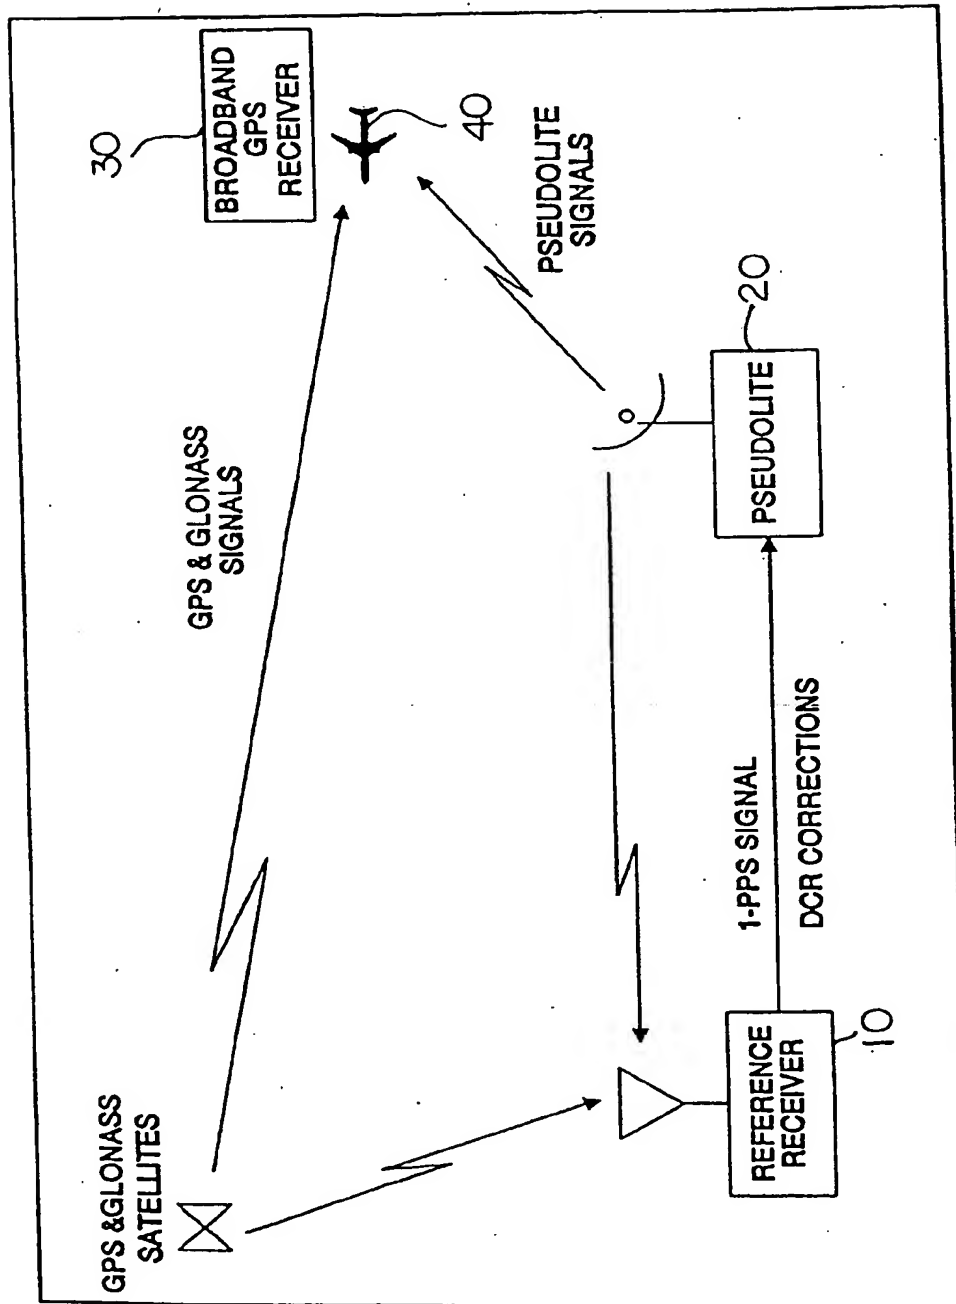 GPS &GLONASS
SATELLITES
GPS & GLONASS
SIGNALS
30
BROADBAND
GPS
RECEIVER
40
PSEUDOLITE
SIGNALS
REFERENCE
RECEIVER
10
1-PPS SIGNAL
DCR CORRECTIONS
PSEUDOLITE
20